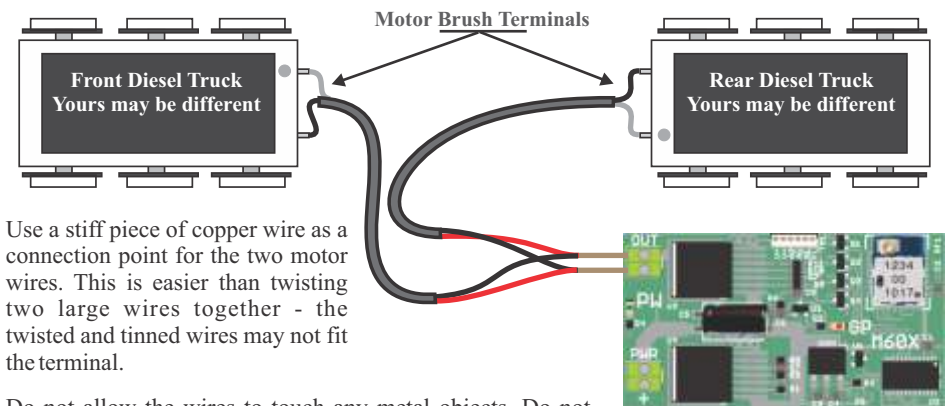 Motor Brush Terminals
Front Diesel Truck
Yours may be different
Rear Diesel Truck
Yours may be different
Use a stiff piece of copper wire as a
connection point for the two motor
wires. This is easier than twisting
two large wires together - the
twisted and tinned wires may not fit
the terminal.
OUT
PW
PWR
+
1234
00
1017
GP
M60X
Do not allow the wires to touch any metal objects. Do not